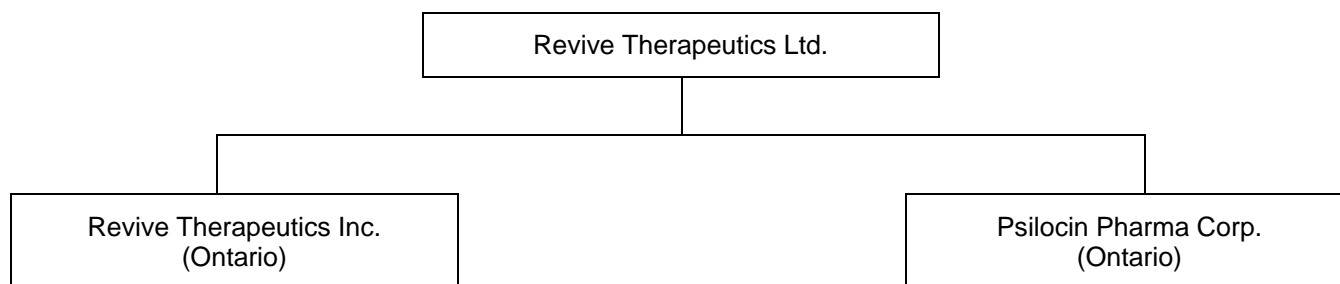 Revive Therapeutics Ltd.
Revive Therapeutics Inc.
(Ontario)
Psilocin Pharma Corp.
(Ontario)